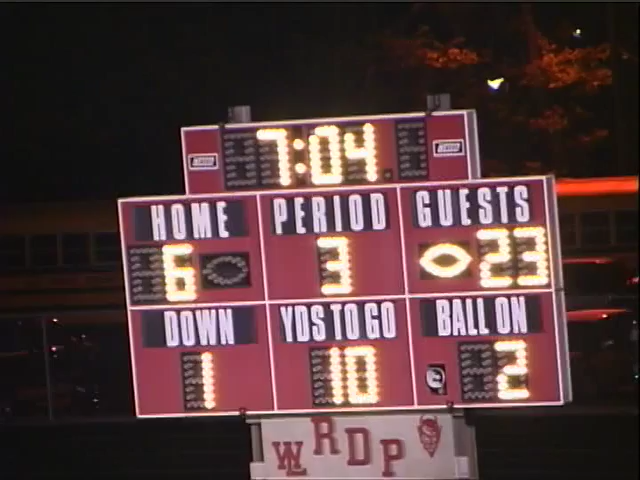 7:04
HOME PERIOD GUESTS
6 3 23
DOWN YDS TO GO BALL ON
1 10 2
WL RDP